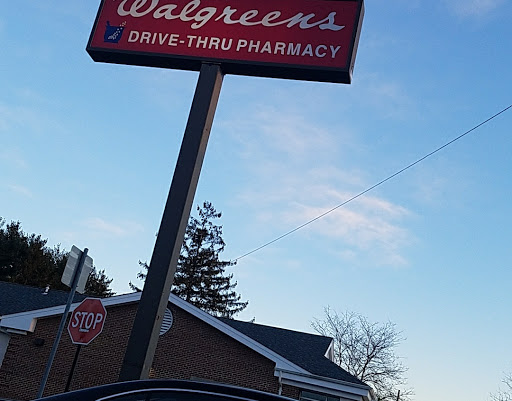 Walgreens
DRIVE-THRU PHARMACY
STOP